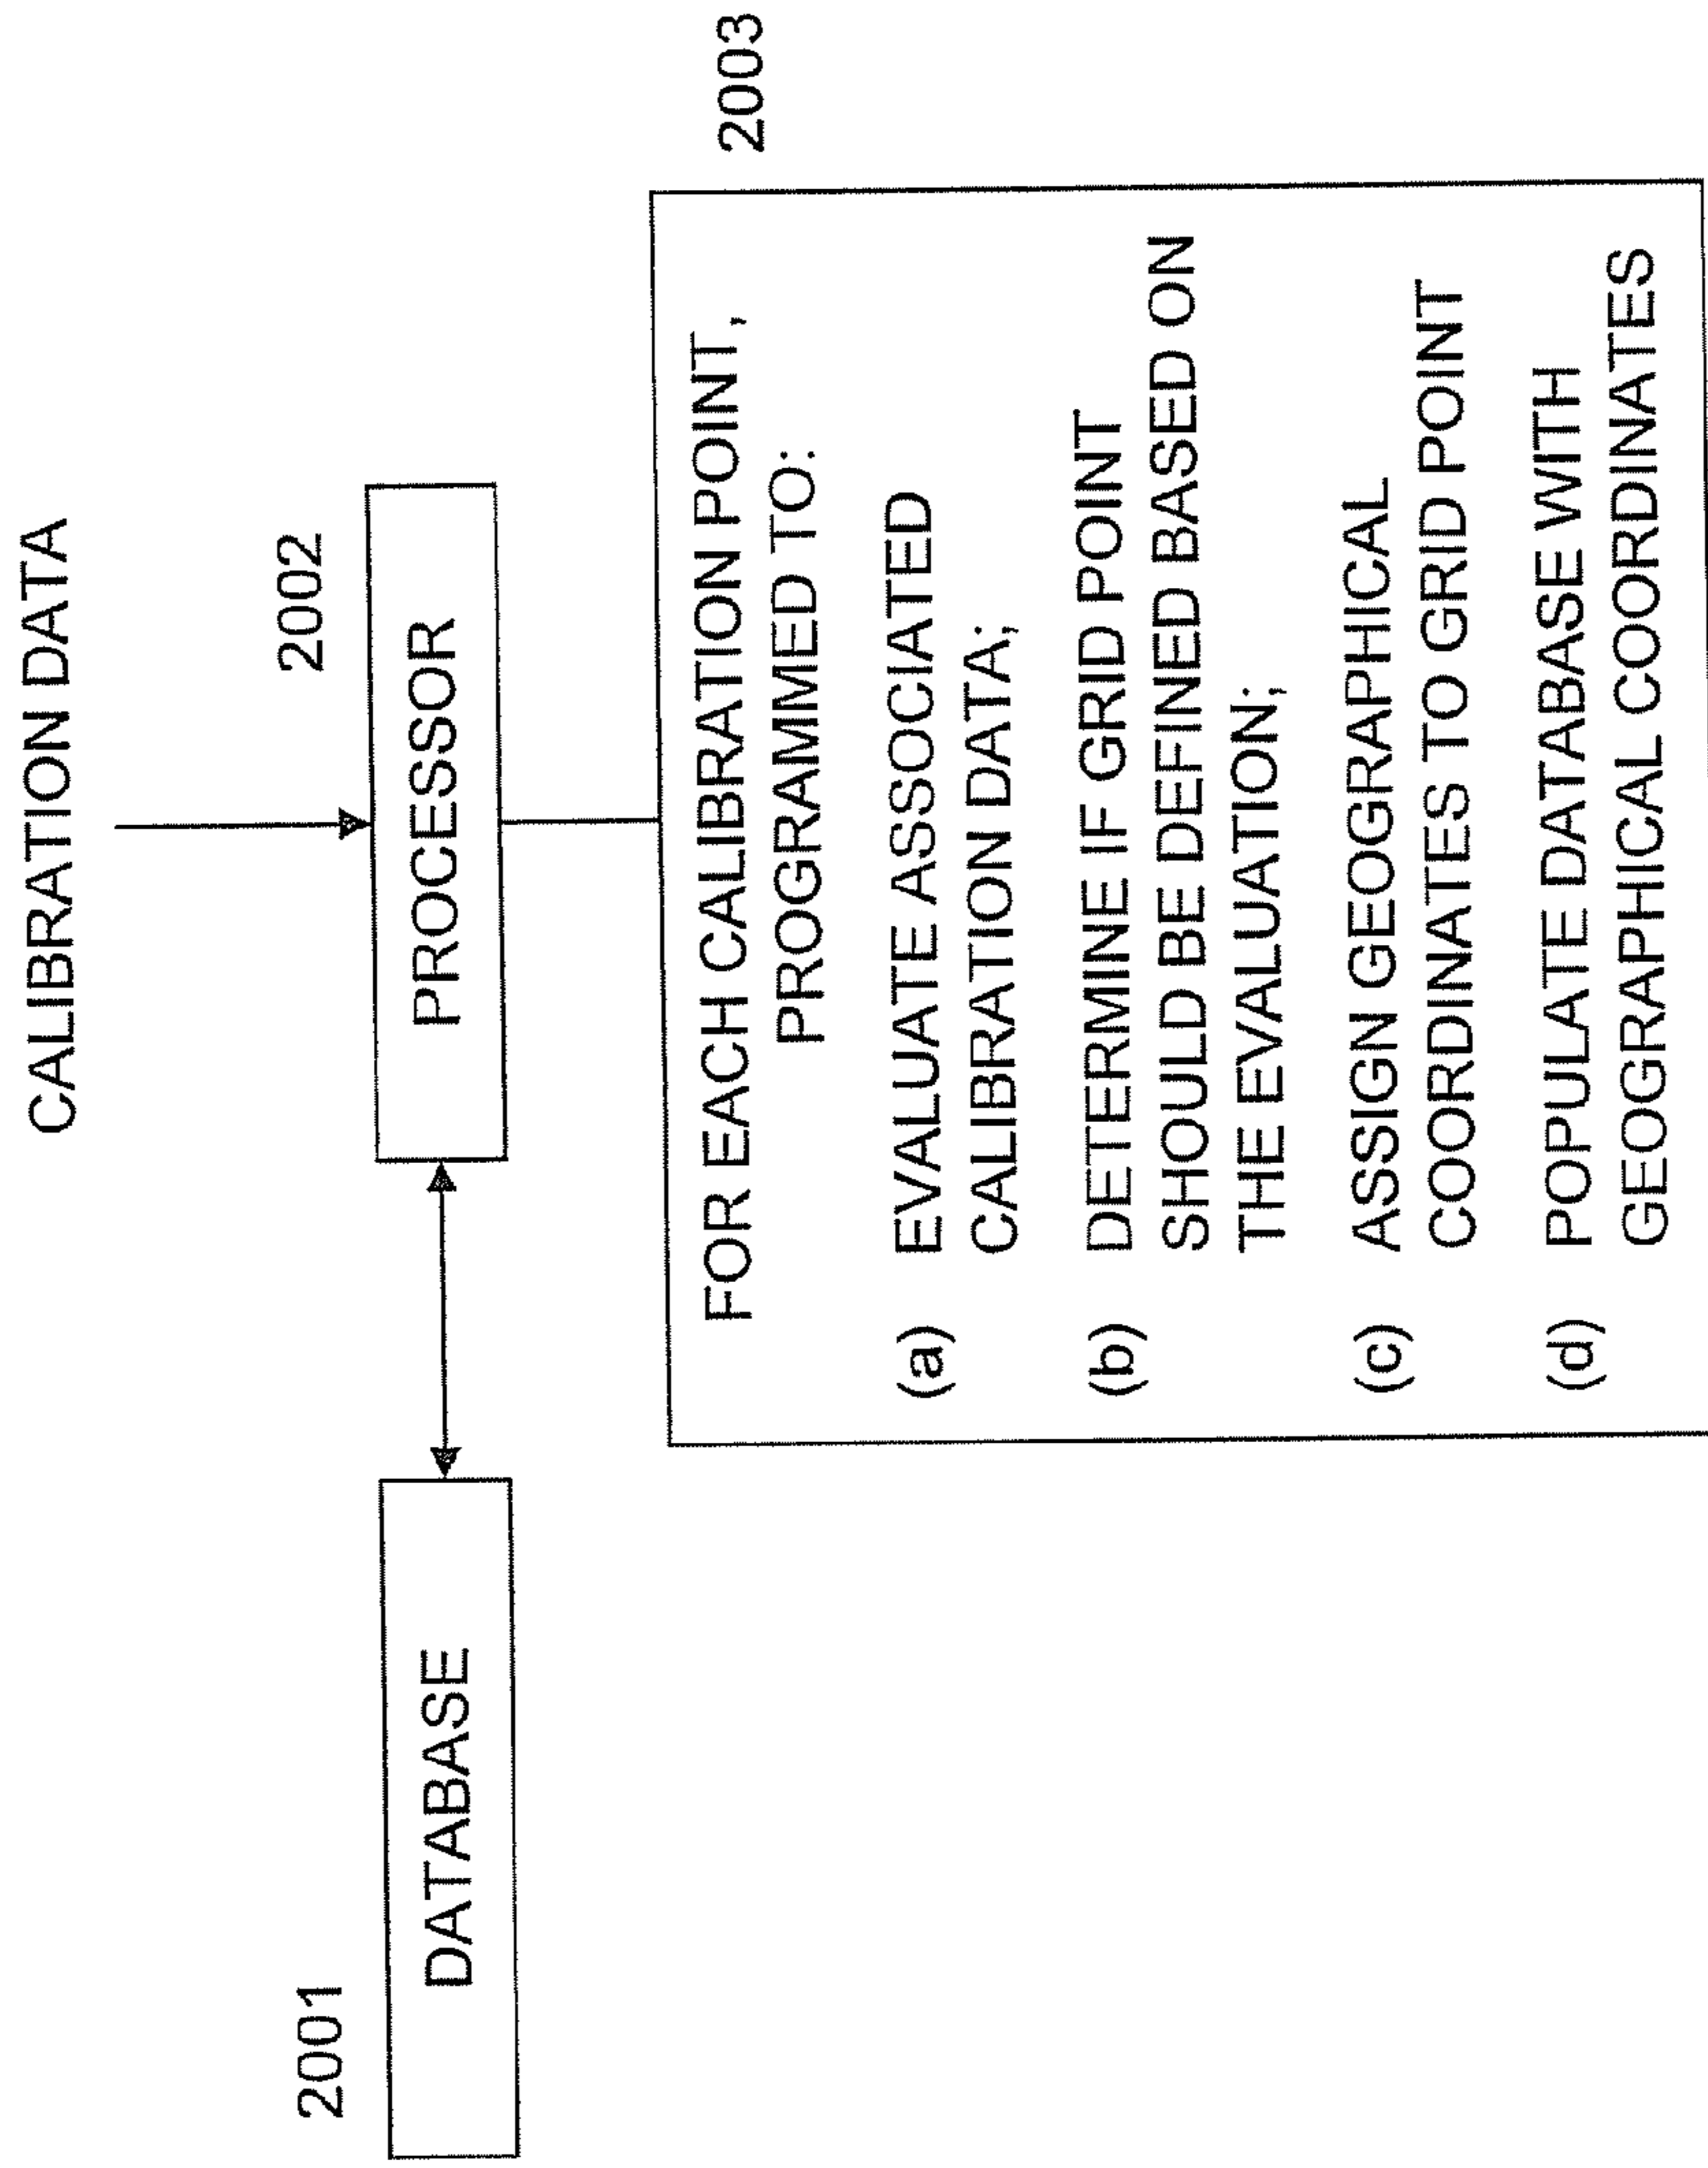 CALIBRATION DATA
2001
DATABASE
2002
PROCESSOR
2003
FOR EACH CALIBRATION POINT,
PROGRAMMED TO:
(a) EVALUATE ASSOCIATED
CALIBRATION DATA;
(b) DETERMINE IF GRID POINT
SHOULD BE DEFINED BASED ON
THE EVALUATION;
(c) ASSIGN GEOGRAPHICAL
COORDINATES TO GRID POINT
(d) POPULATE DATABASE WITH
GEOGRAPHICAL COORDINATES